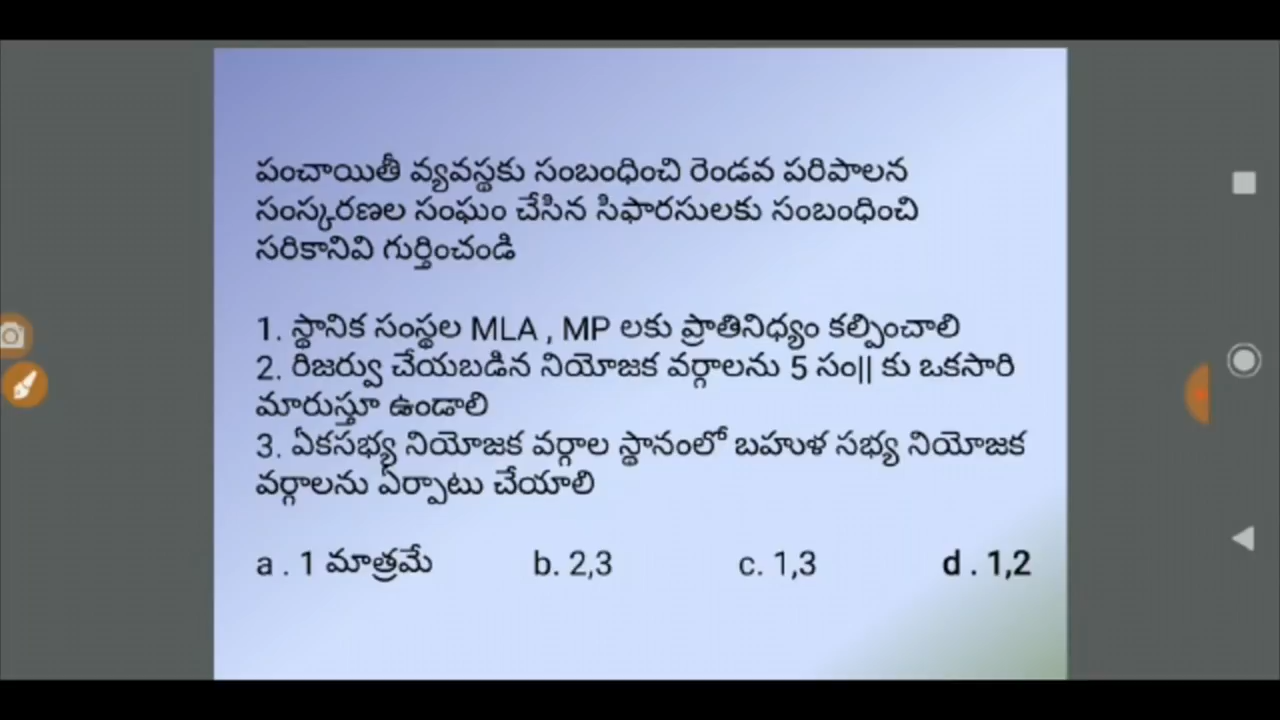 పంచాయితీ వ్యవస్థకు సంబంధించి రెండవ పరిపాలన
సంస్కరణల సంఘం చేసిన సిఫారసులకు సంబంధించి
సరికానివి గుర్తించండి
1. స్థానిక సంస్థల MLA , MP లకు ప్రాతినిధ్యం కల్పించాలి
2. రిజర్వు చేయబడిన నియోజక వర్గాలను 5 సం|| కు ఒకసారి
మారుస్తూ ఉండాలి
3. ఏకసభ్య నియోజక వర్గాల స్థానంలో బహుళ సభ్య నియోజక
వర్గాలను ఏర్పాటు చేయాలి
a . 1 మాత్రమే b. 2,3 c. 1,3 d . 1,2